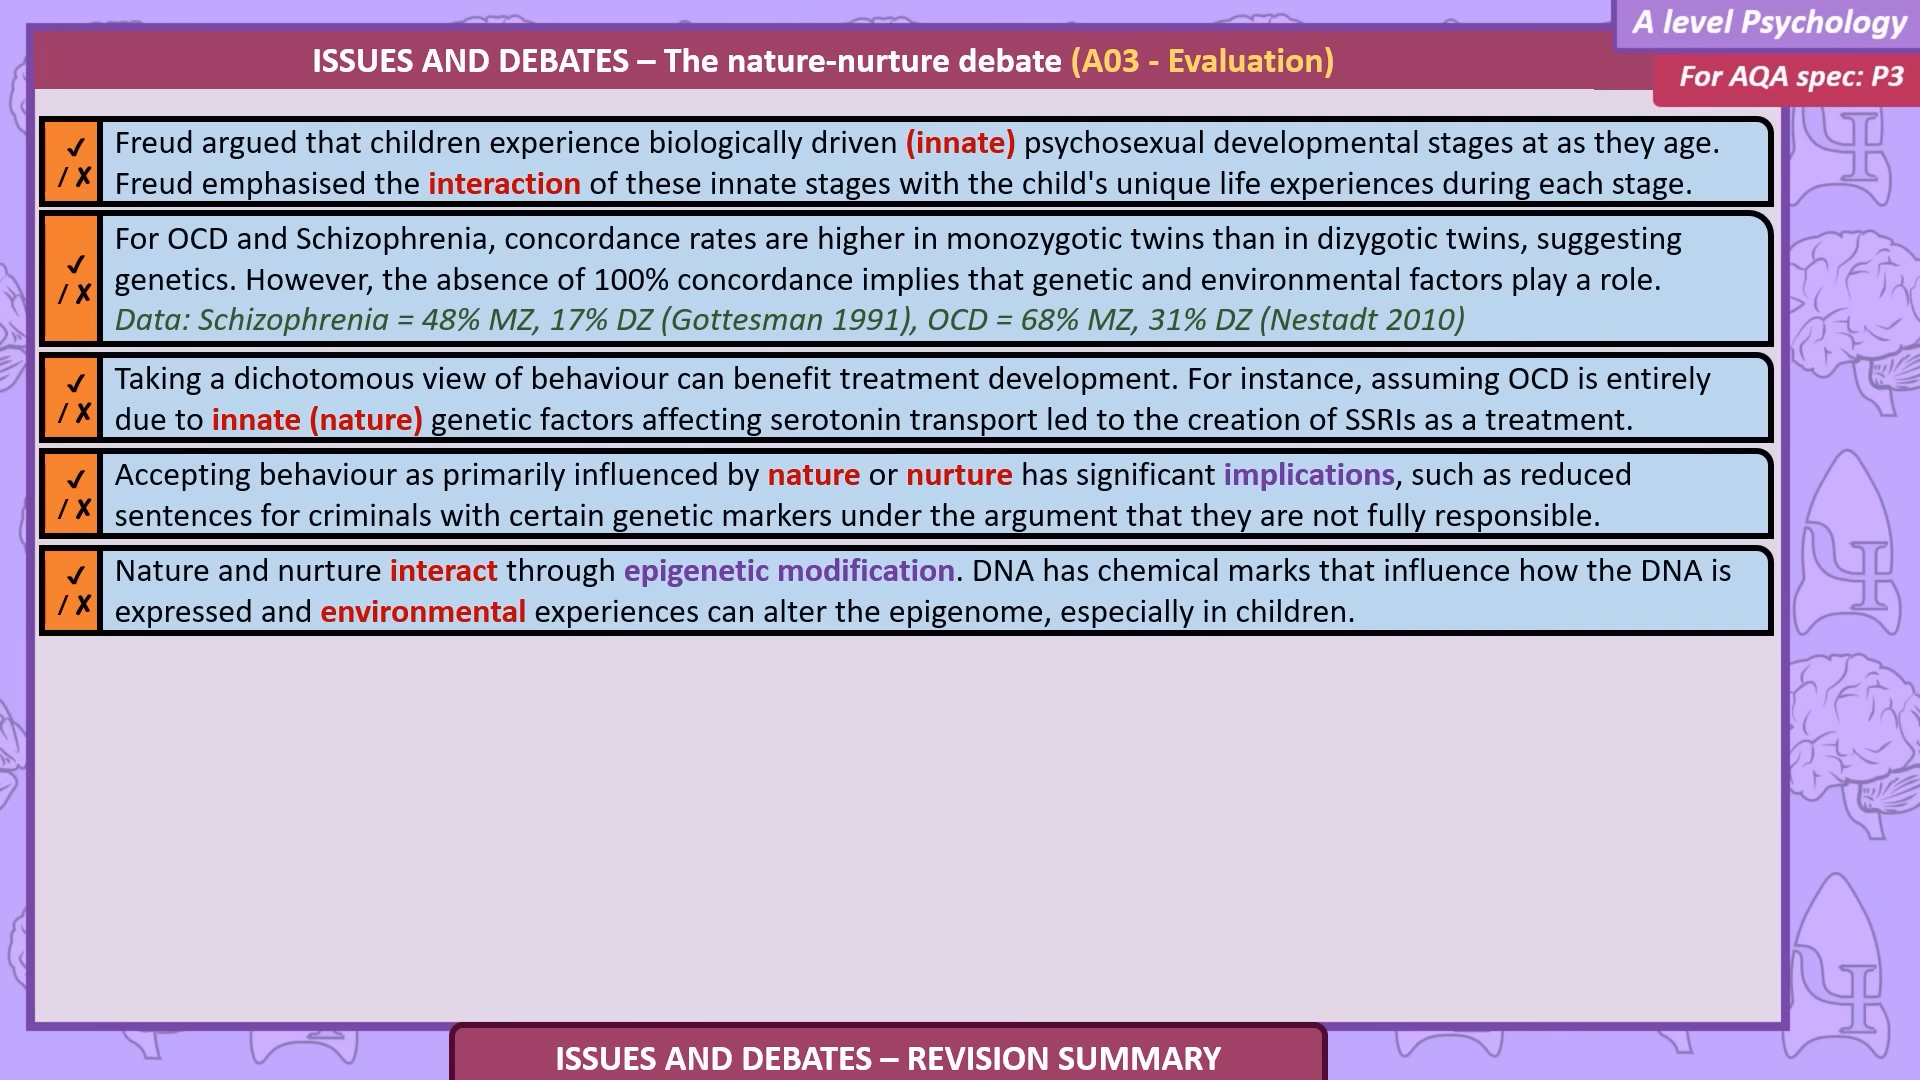 A level Psychology
ISSUES AND DEBATES – The nature-nurture debate (A03 - Evaluation)
For AQA spec: P3
✓
/ ✗
Freud argued that children experience biologically driven (innate) psychosexual developmental stages at as they age.
Freud emphasised the interaction of these innate stages with the child's unique life experiences during each stage.
✓
/ ✗
For OCD and Schizophrenia, concordance rates are higher in monozygotic twins than in dizygotic twins, suggesting
genetics. However, the absence of 100% concordance implies that genetic and environmental factors play a role.
Data: Schizophrenia = 48% MZ, 17% DZ (Gottesman 1991), OCD = 68% MZ, 31% DZ (Nestadt 2010)
✓
/ ✗
Taking a dichotomous view of behaviour can benefit treatment development. For instance, assuming OCD is entirely
due to innate (nature) genetic factors affecting serotonin transport led to the creation of SSRIs as a treatment.
✓
/ ✗
Accepting behaviour as primarily influenced by nature or nurture has significant implications, such as reduced
sentences for criminals with certain genetic markers under the argument that they are not fully responsible.
✓
/ ✗
Nature and nurture interact through epigenetic modification. DNA has chemical marks that influence how the DNA is
expressed and environmental experiences can alter the epigenome, especially in children.
ISSUES AND DEBATES – REVISION SUMMARY